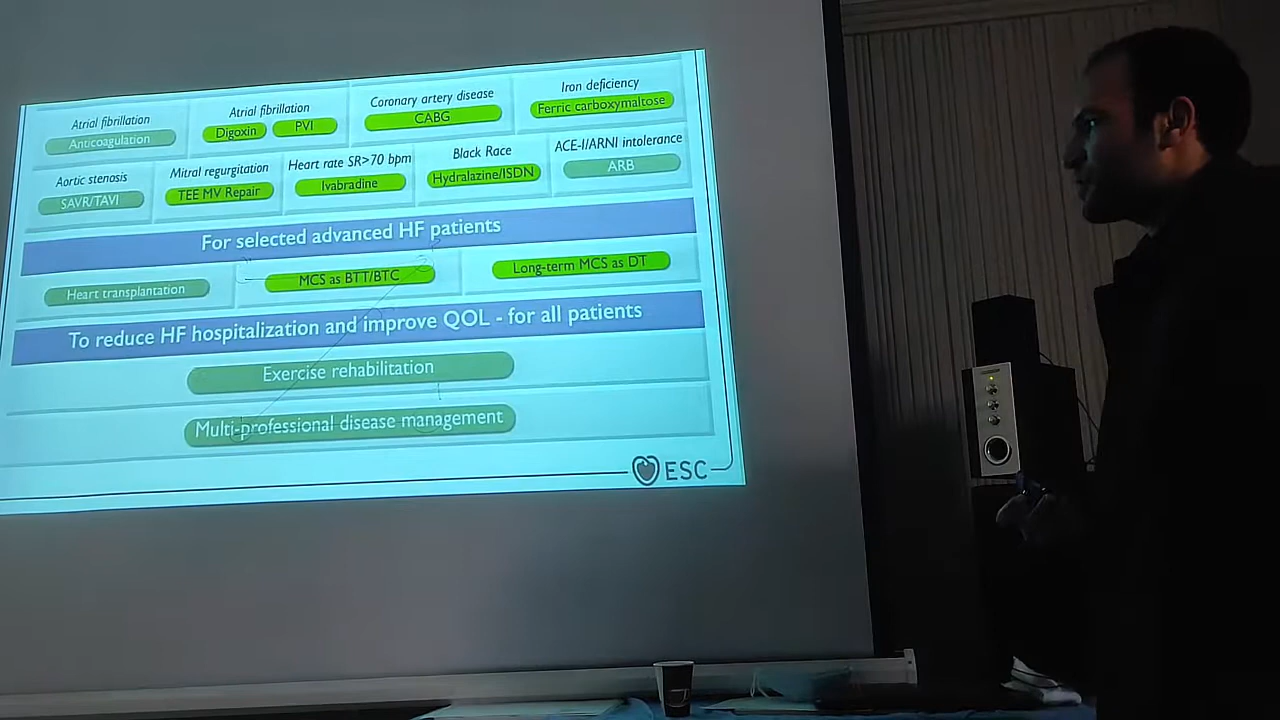 Atrial fibrillation
Anticoagulation
Atrial fibrillation
Digoxin PVI
Coronary artery disease
CABG
Iron deficiency
Ferric carboxymaltose
Aortic stenosis
SAVR/TAVI
Mitral regurgitation
TEE MV Repair
Heart rate SR>70 bpm
Ivabradine
Black Race
Hydralazine/ISDN
ACE-I/ARNI intolerance
ARB
For selected advanced HF patients
Heart transplantation
MCS as BTT/BTC
Long-term MCS as DT
To reduce HF hospitalization and improve QOL - for all patients
Exercise rehabilitation
Multi-professional disease management
ESC